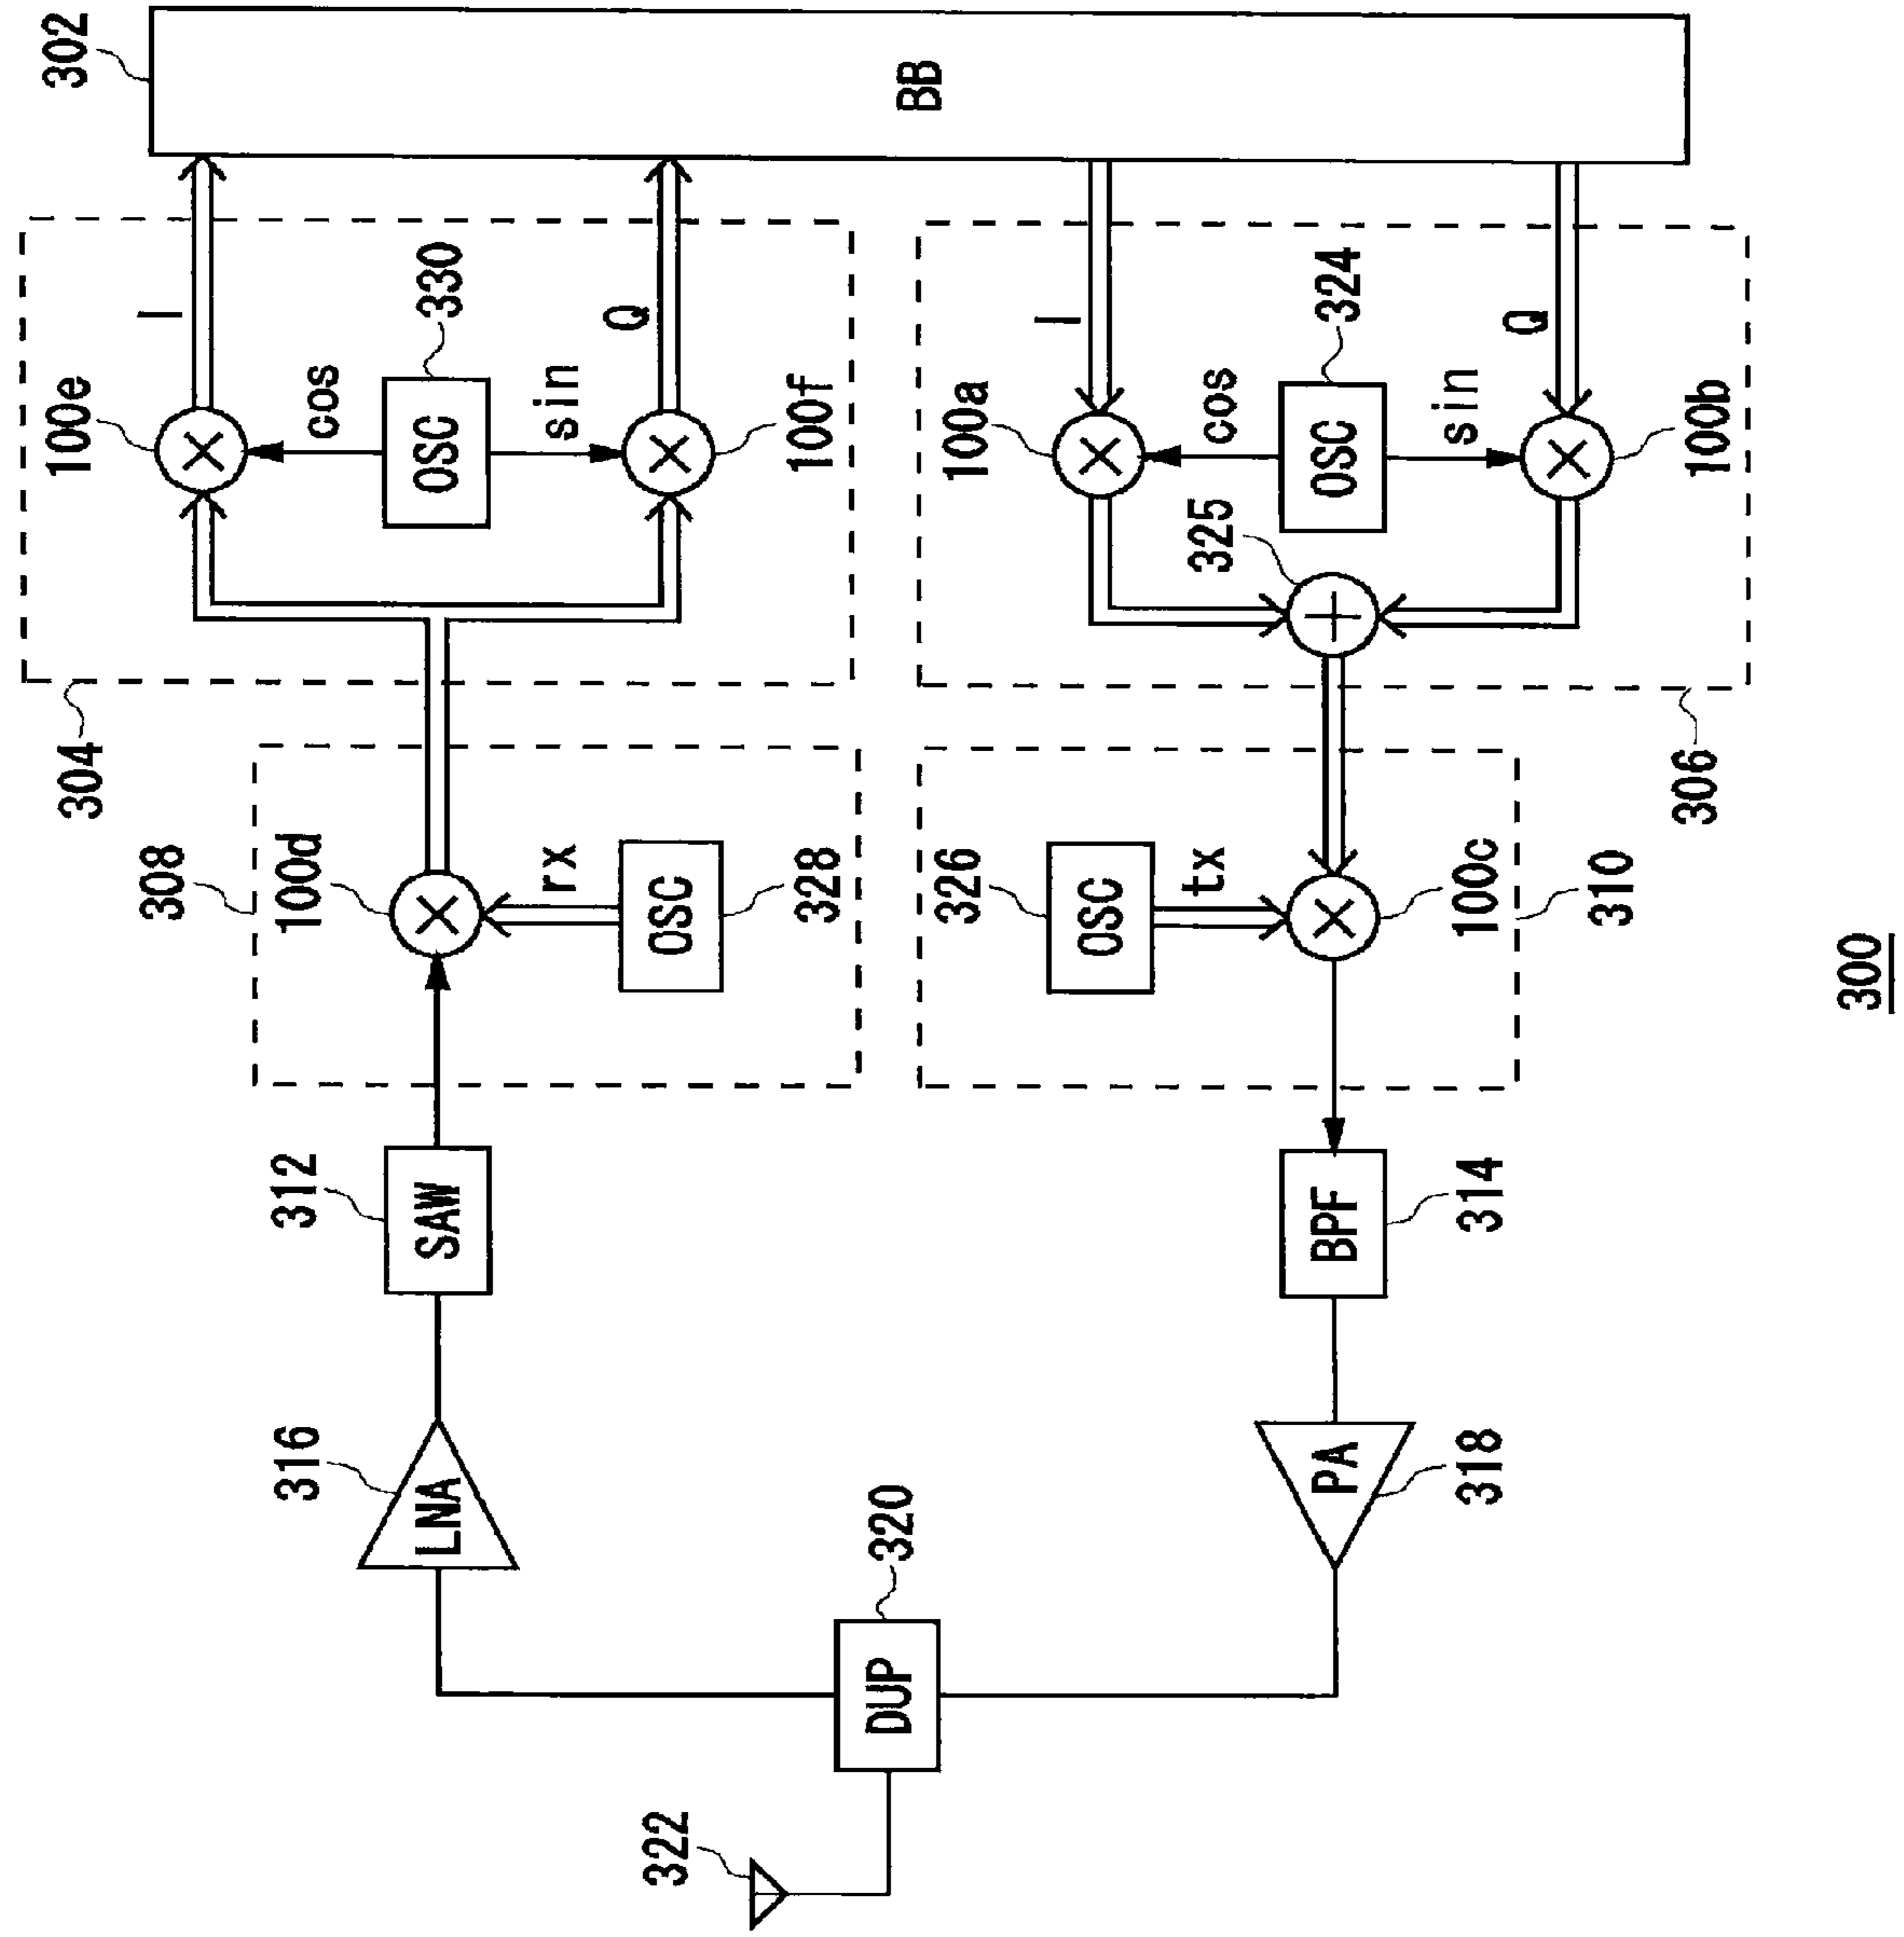 302
BB
100e
I
cos
OSC
330
sin
Q
100f
304
308
100d
rx
OSC
328
312
SAW
316
LNA
322
DUP
320
100a
I
cos
OSC
324
325
sin
Q
100b
306
326
OSC
tx
100c
310
BPF
314
PA
318
300